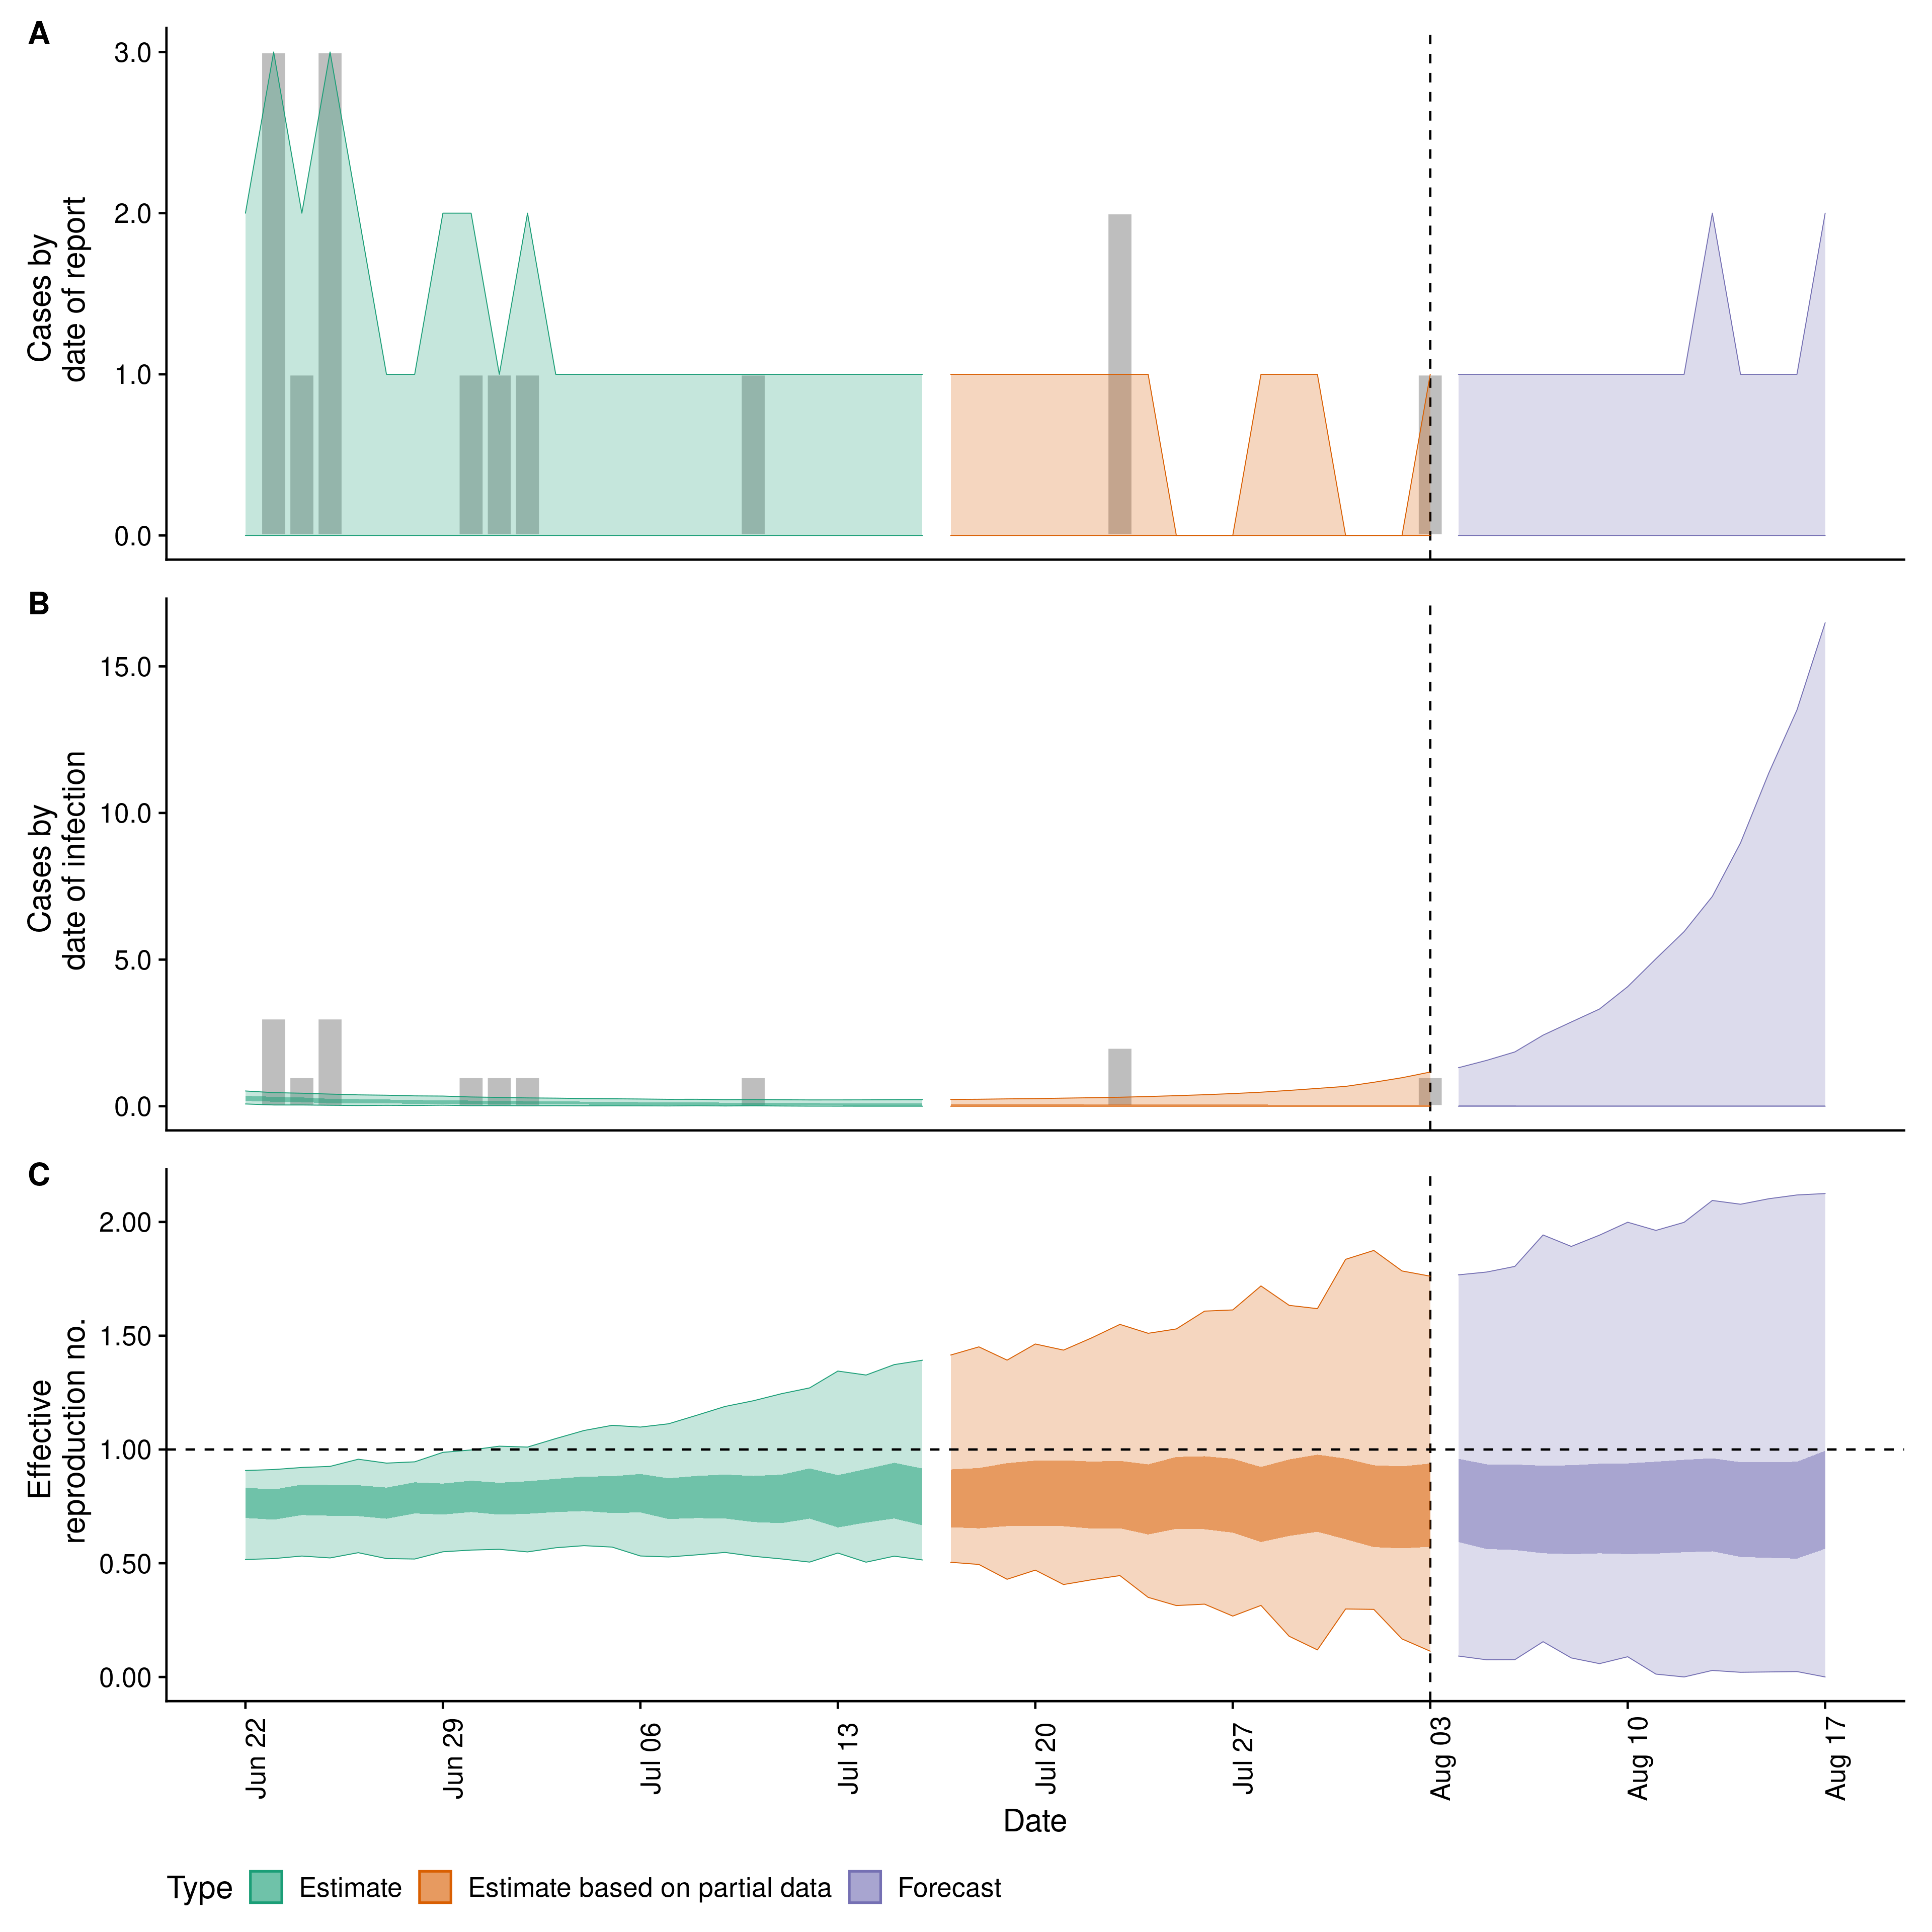 A
3.0
2.0
1.0
0.0
Cases by
date of report
B
15.0
10.0
5.0
0.0
Cases by
date of infection
C
2.00
1.50
1.00
0.50
0.00
Effective
reproduction no.
Jun 22
Jun 29
Jul 06
Jul 13
Jul 20
Jul 27
Aug 03
Aug 10
Aug 17
Date
Type
Estimate
Estimate based on partial data
Forecast